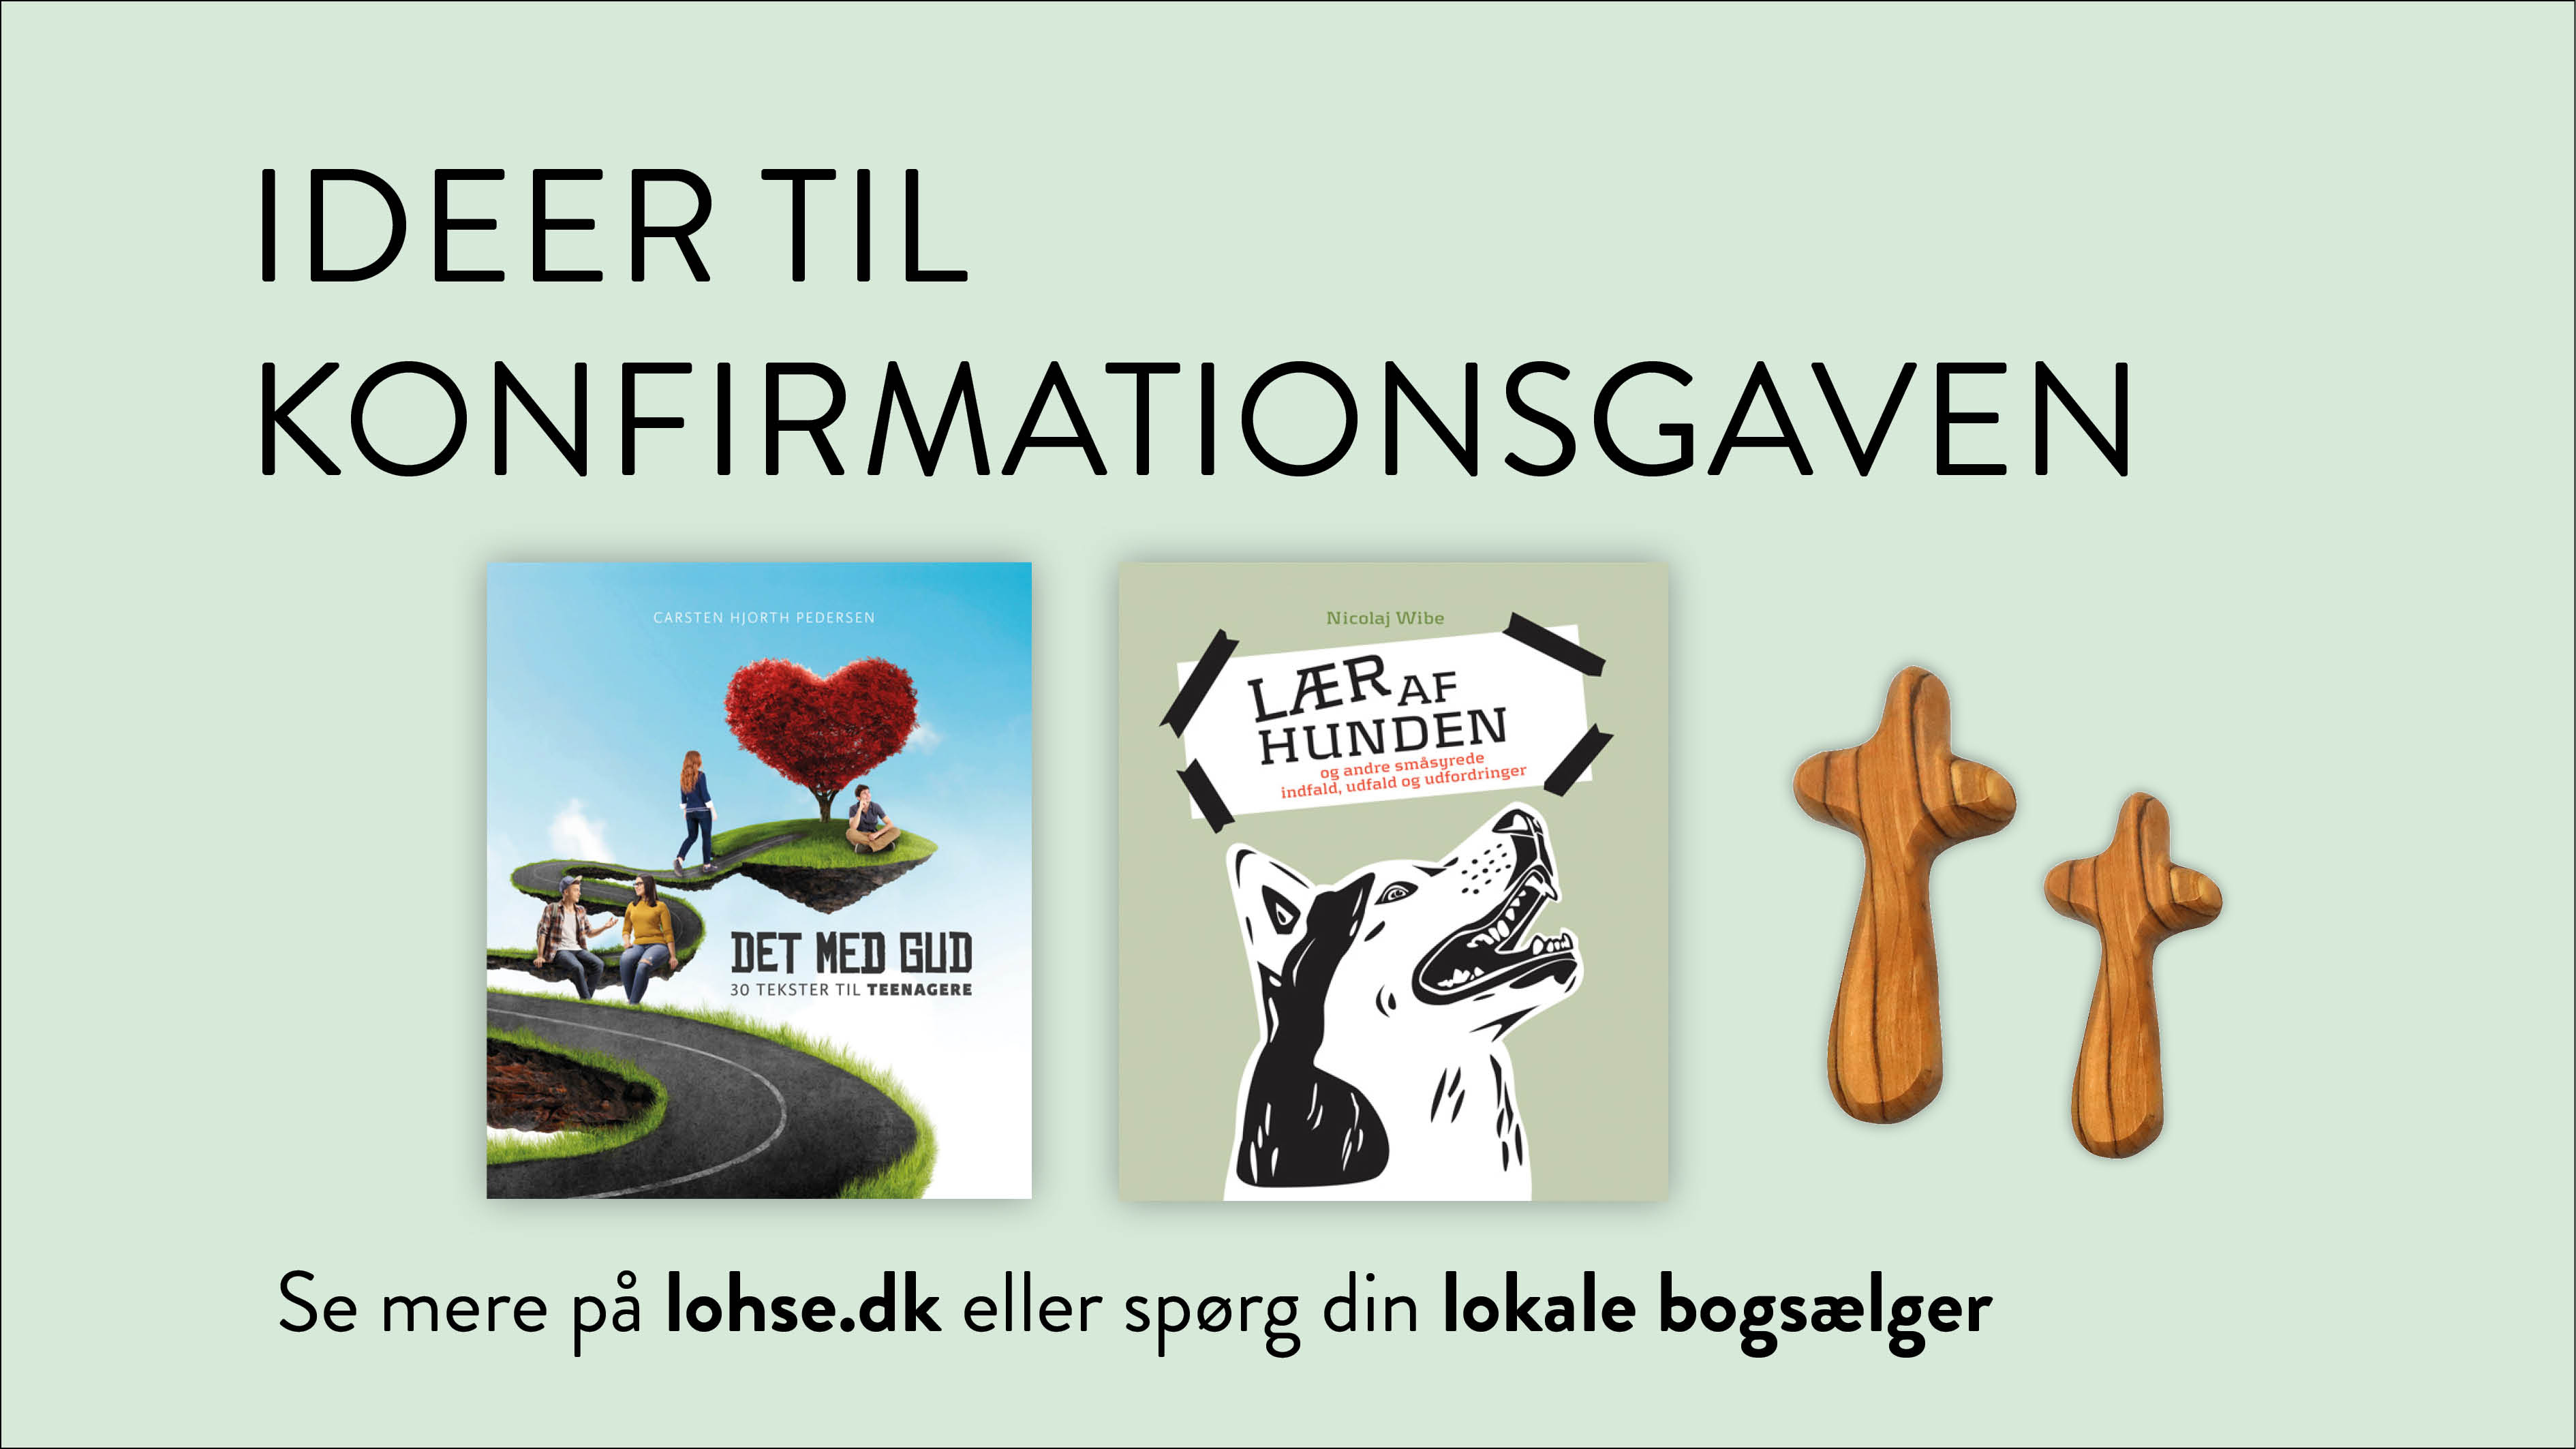 IDEER TIL
KONFIRMATIONSGAVEN
CARSTEN HJORTH PEDERSEN
DET MED GUD
30 TEKSTER TIL TEENAGERE
Nicolaj Wibe
LÆR AF
HUNDEN
og andre småsyrede
indfald, udfald og udfordringer
Se mere på lohse.dk eller spørg din lokale bogsælger